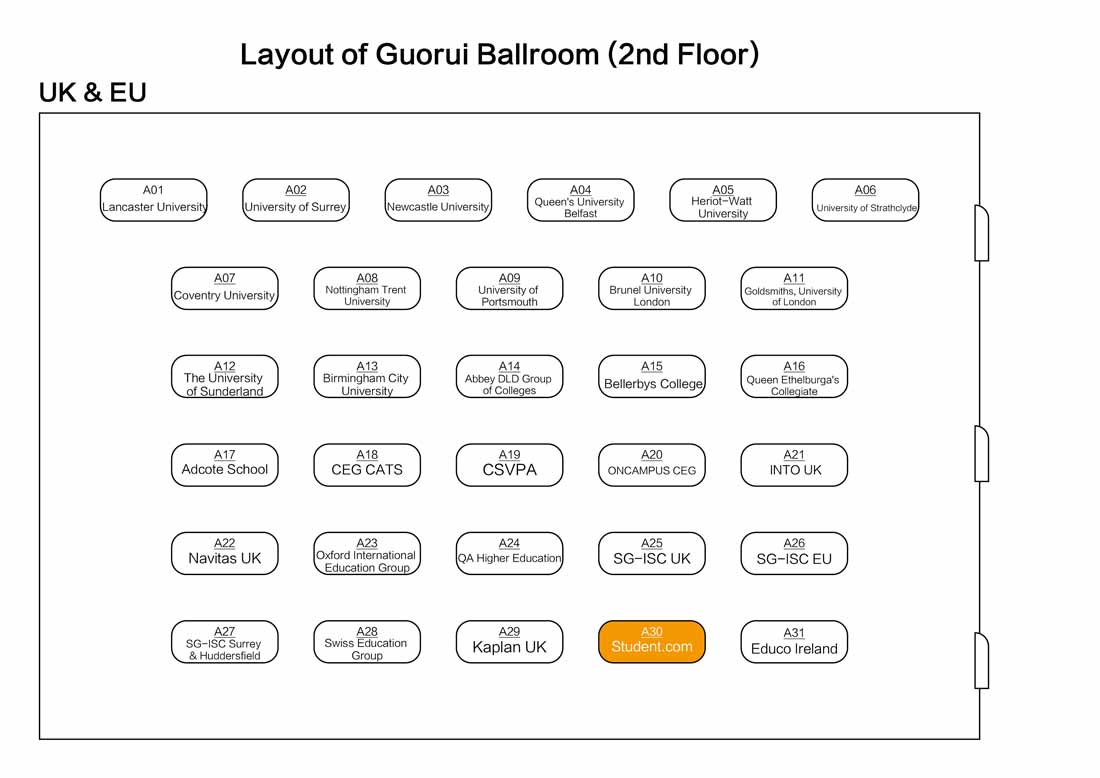 Layout of Guorui Ballroom (2nd Floor)
UK & EU
A01
Lancaster University
A02
University of Surrey
A03
Newcastle University
A04
Queen's University
Belfast
A05
Heriot-Watt
University
A06
University of Strathclyde
A07
Coventry University
A08
Nottingham Trent
University
A09
University of
Portsmouth
A10
Brunel University
London
A11
Goldsmiths, University
of London
A12
The University
of Sunderland
A13
Birmingham City
University
A14
Abbey DLD Group
of Colleges
A15
Bellerbys College
A16
Queen Ethelburga's
Collegiate
A17
Adcote School
A18
CEG CATS
A19
CSVPA
A20
ONCAMPUS CEG
A21
INTO UK
A22
Navitas UK
A23
Oxford International
Education Group
A24
QA Higher Education
A25
SG-ISC UK
A26
SG-ISC EU
A27
SG-ISC Surrey
& Huddersfield
A28
Swiss Education
Group
A29
Kaplan UK
A30
Student.com
A31
Educo Ireland